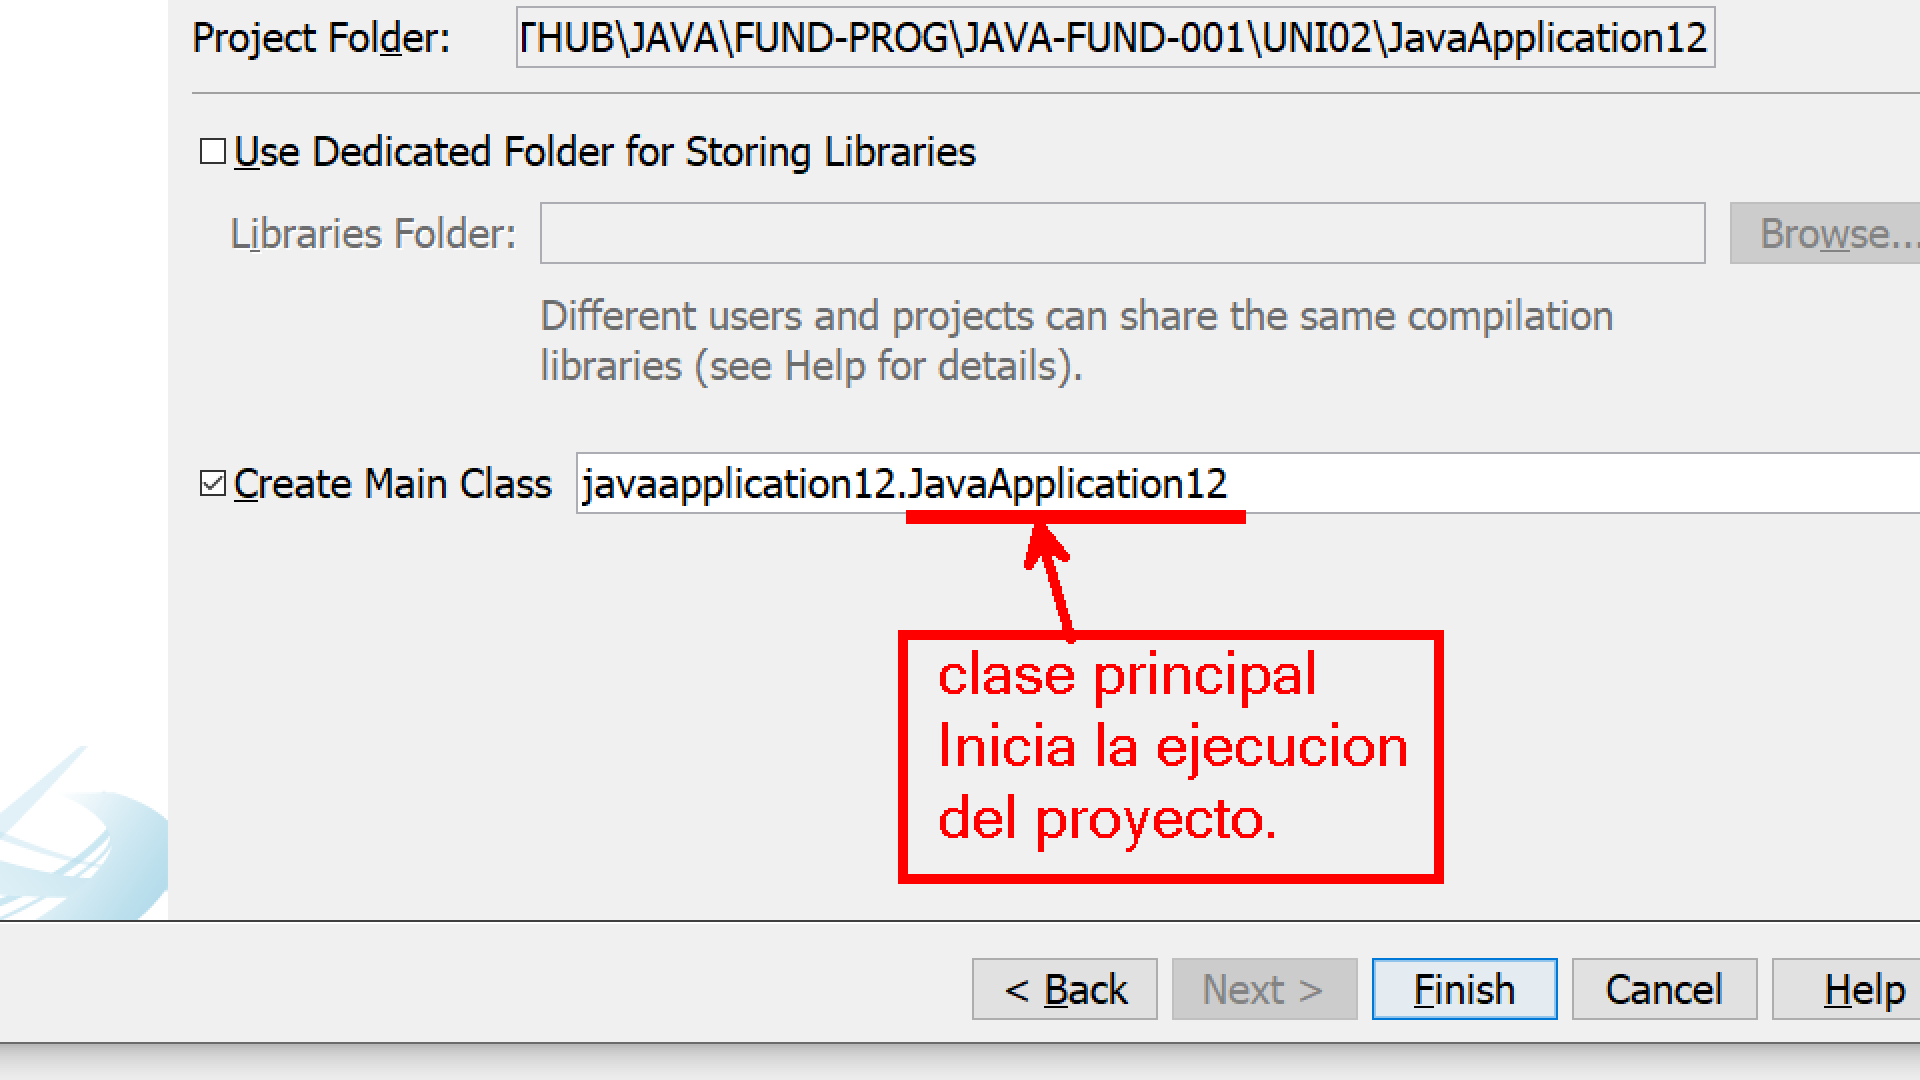 Project Folder: THUB\JAVA\FUND-PROG\JAVA-FUND-001\UNI02\JavaApplication12
Use Dedicated Folder for Storing Libraries
Libraries Folder: Browse...
Different users and projects can share the same compilation
libraries (see Help for details).
Create Main Class javaapplication12.JavaApplication12
clase principal
Inicia la ejecucion
del proyecto.
< Back Next > Finish Cancel Help